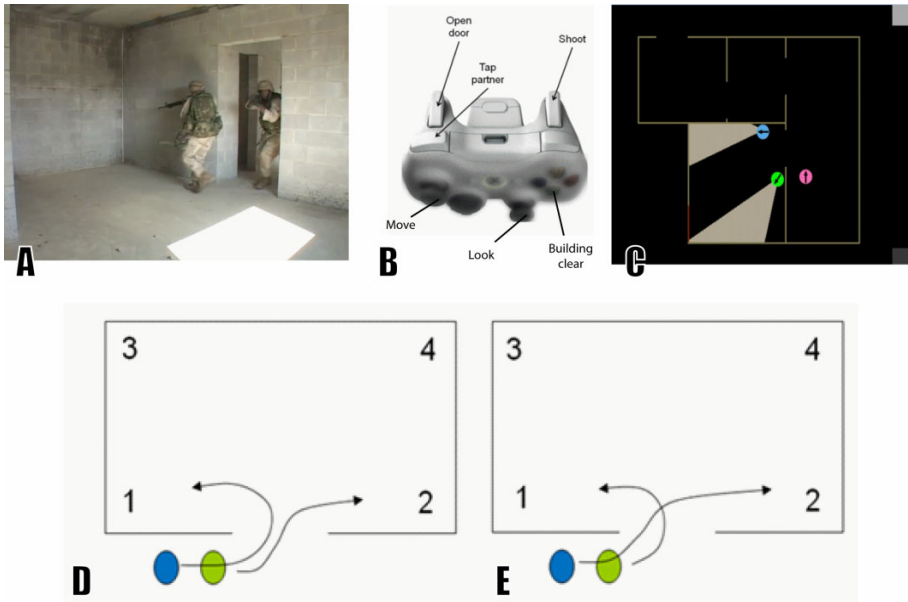 A
Open
door
Shoot
Tap
partner
Move
Look
Building
clear
B
C
3
4
1
2
D
3
4
1
2
E